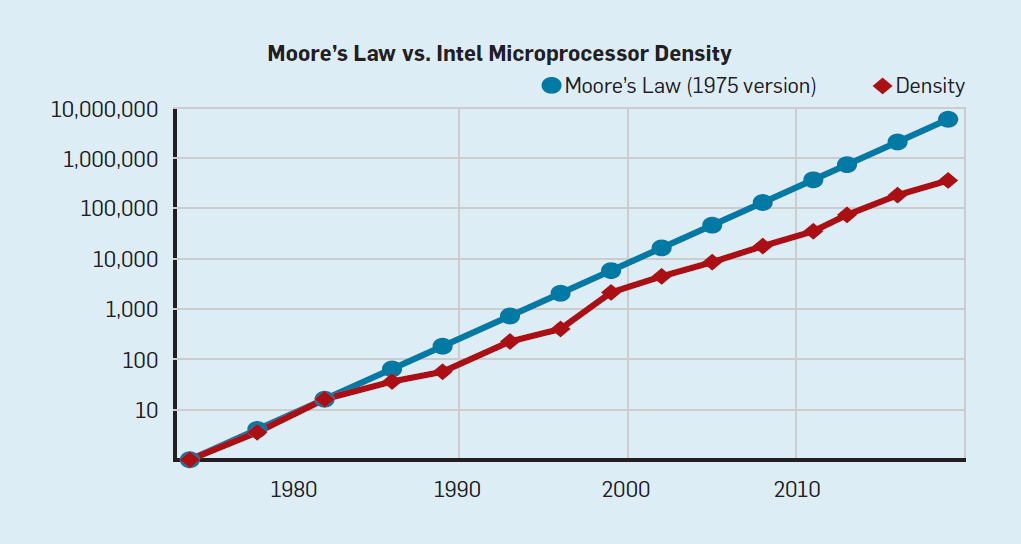 Moore's Law vs. Intel Microprocessor Density
Moore's Law (1975 version) Density
10,000,000
1,000,000
100,000
10,000
1,000
100
10
1980 1990 2000 2010